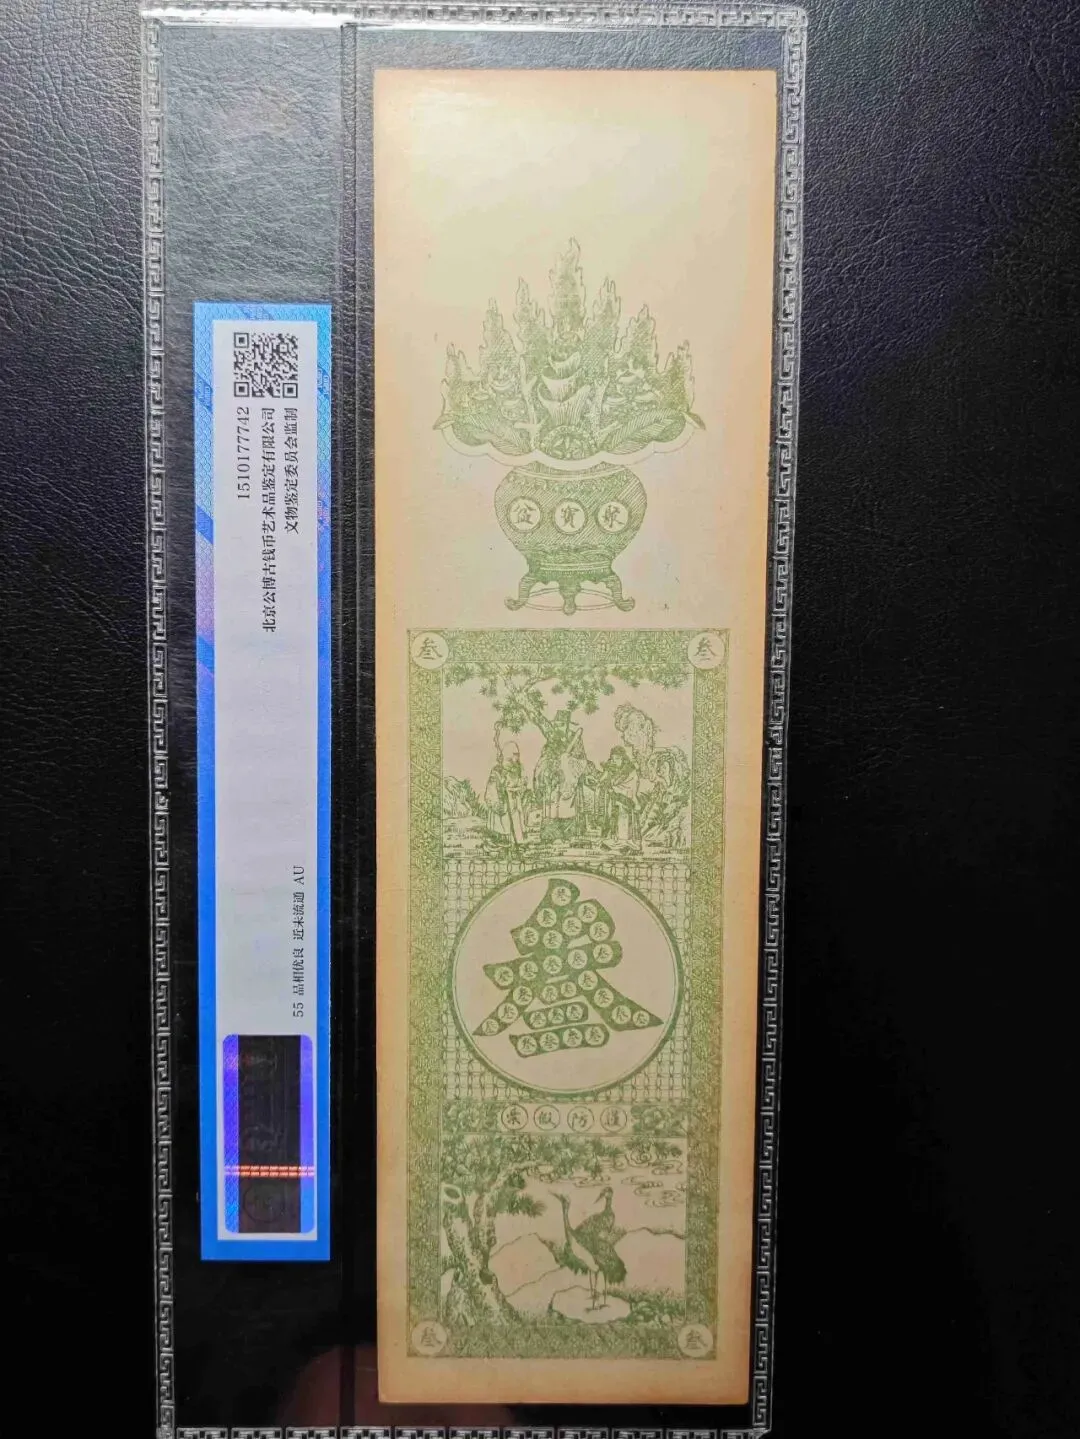 1510177742
北京公博古钱币艺术品鉴定有限公司
文物鉴定委员会监制
55 品相优良 近未流通 AU
聚寳盆
叁 叁
叁
謹防假票
叁 叁